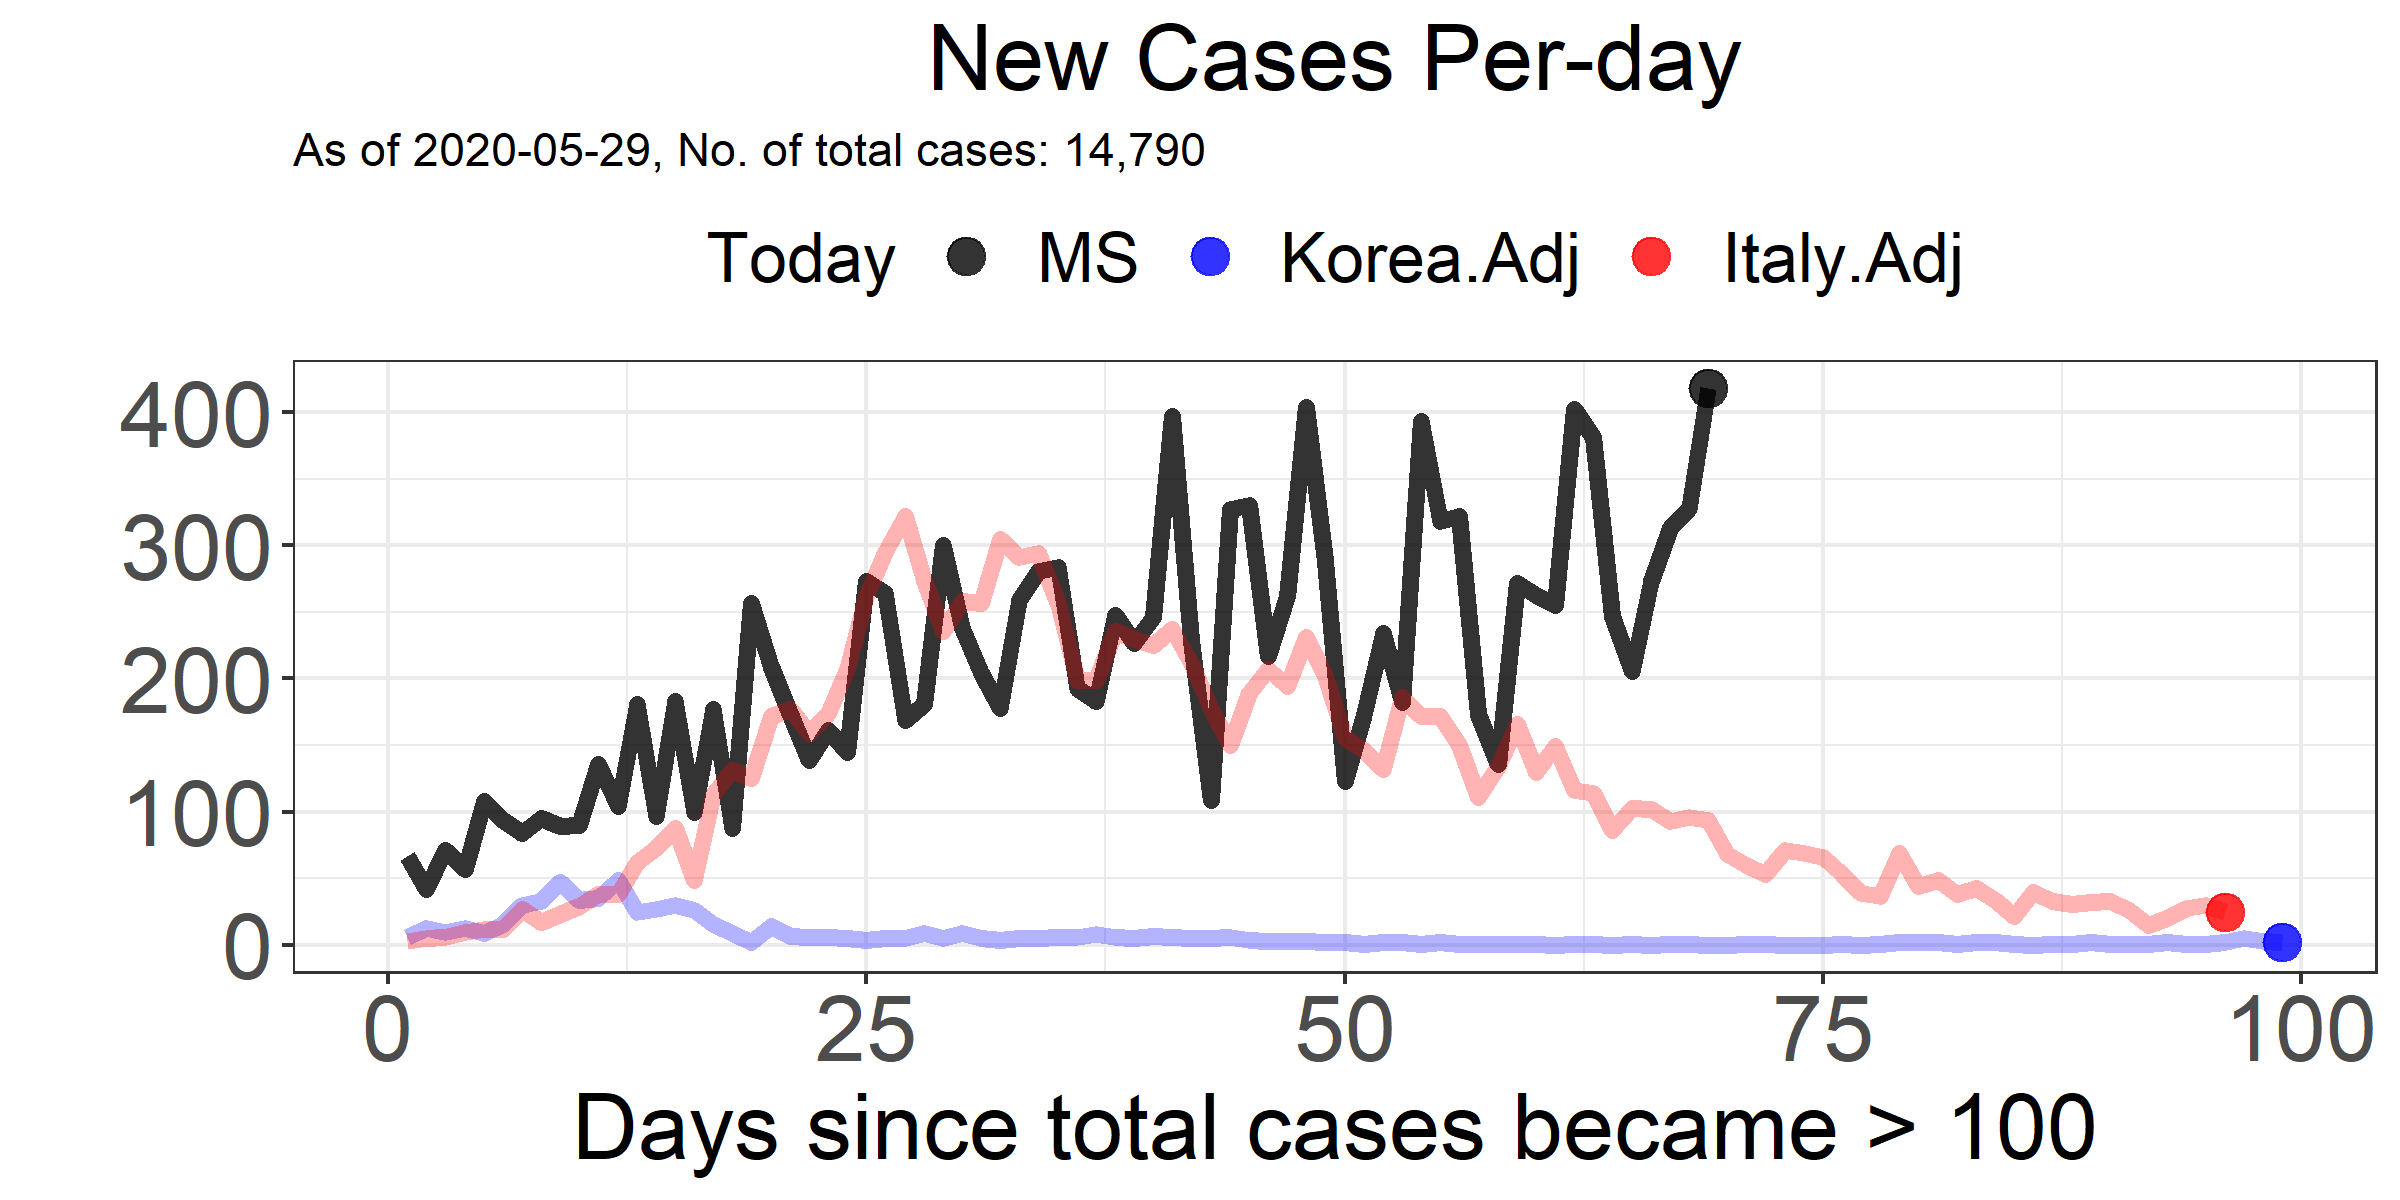 New Cases Per-day
As of 2020-05-29, No. of total cases: 14,790
Today MS Korea.Adj Italy.Adj
400
300
200
100
0
0 25 50 75 100
Days since total cases became > 100